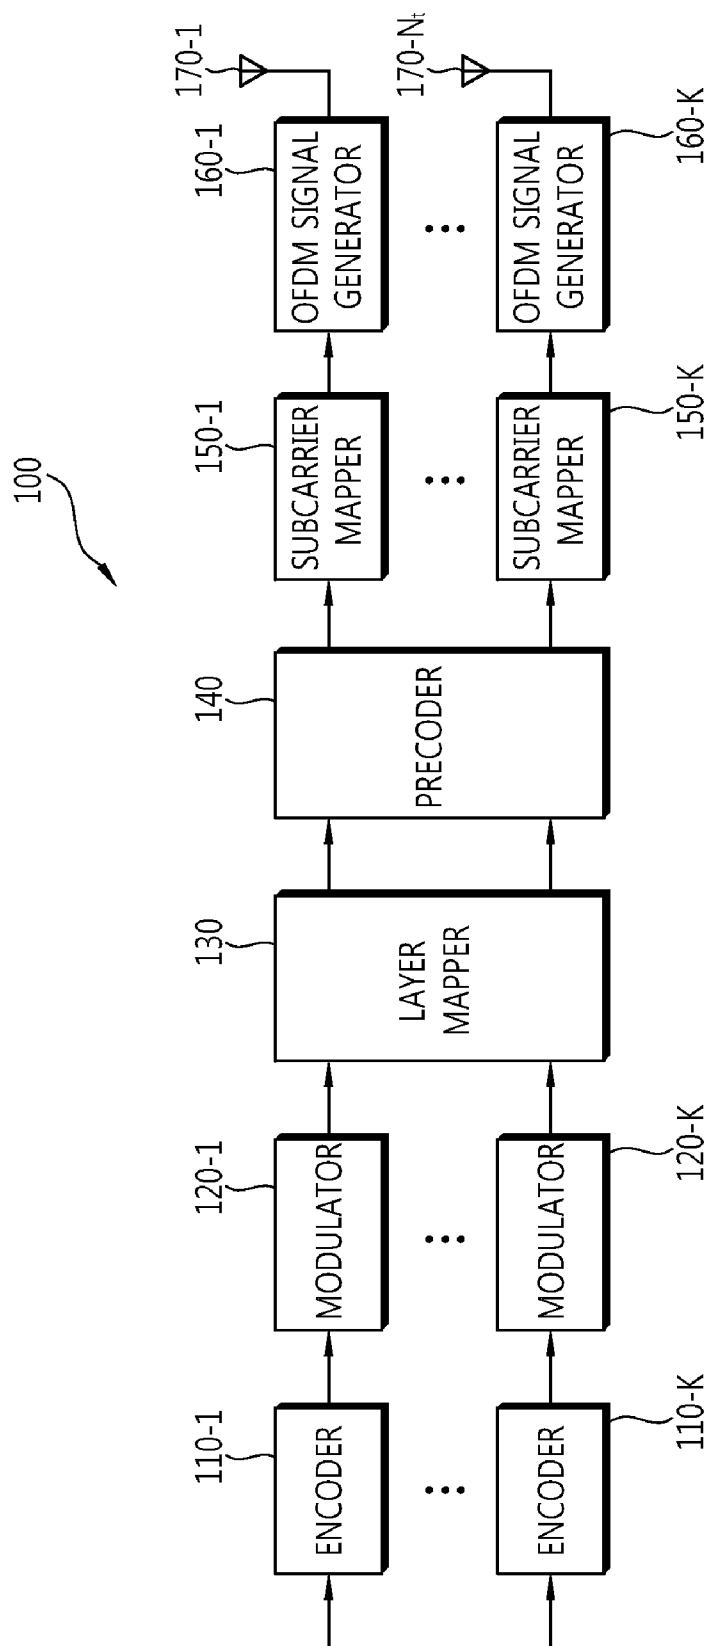 100
110-1
120-1
130
140
150-1
160-1
170-1
ENCODER
MODULATOR
LAYER
MAPPER
PRECODER
SUBCARRIER
MAPPER
OFDM SIGNAL
GENERATOR
170-Nt
ENCODER
MODULATOR
SUBCARRIER
MAPPER
OFDM SIGNAL
GENERATOR
110-K
120-K
150-K
160-K